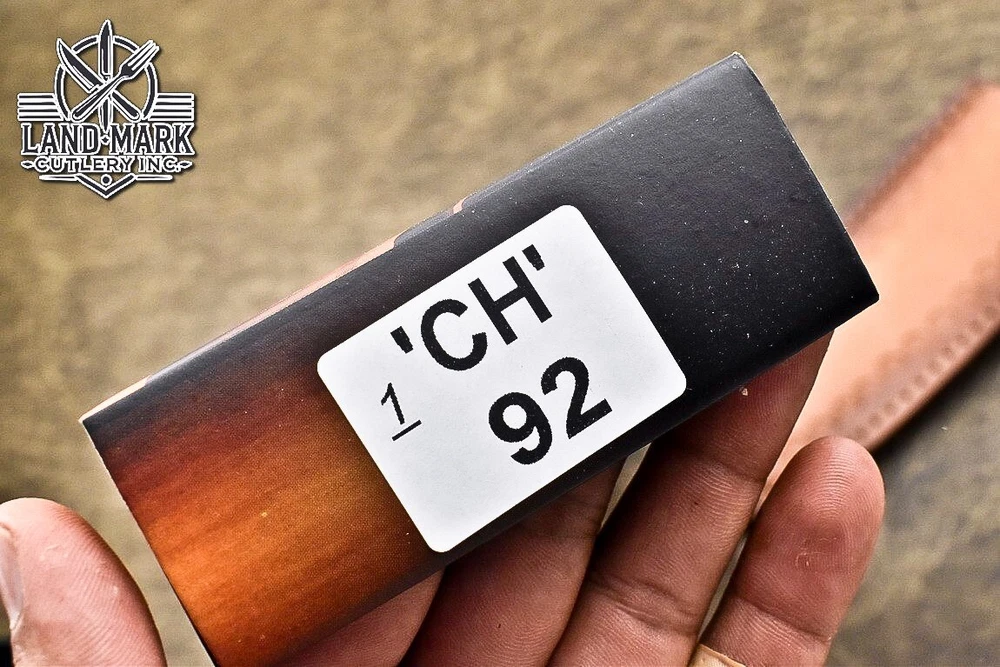 LAND MARK
CUTLERY INC.
'CH'
1
92